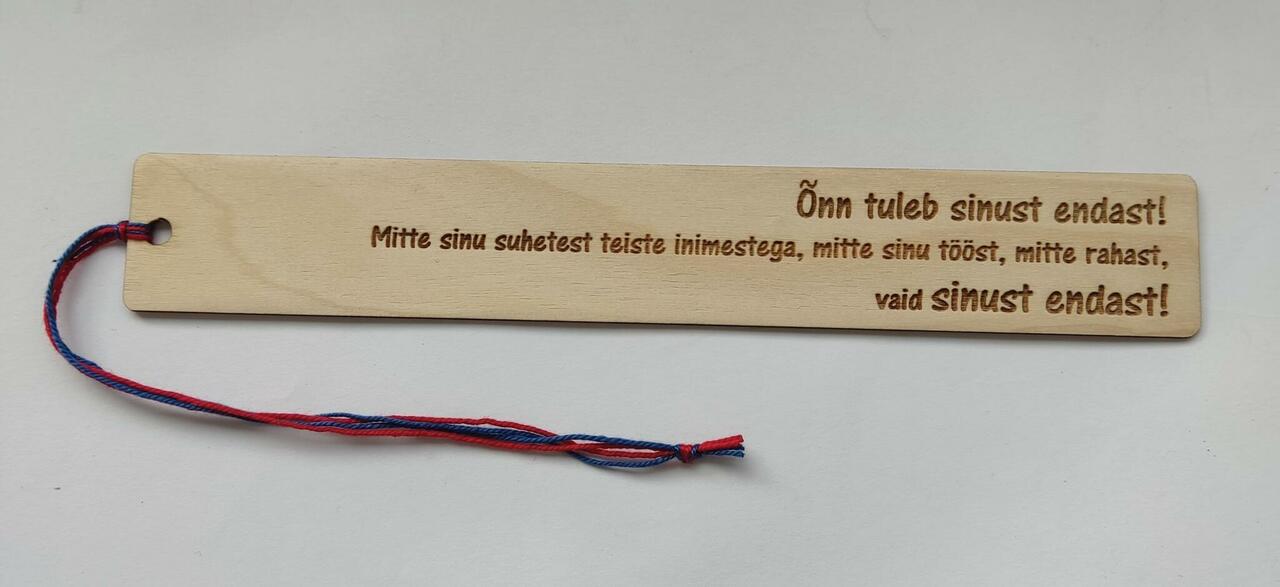 Õnn tuleb sinust endast!
Mitte sinu suhetest teiste inimestega, mitte sinu tööst, mitte rahast,
vaid sinust endast!